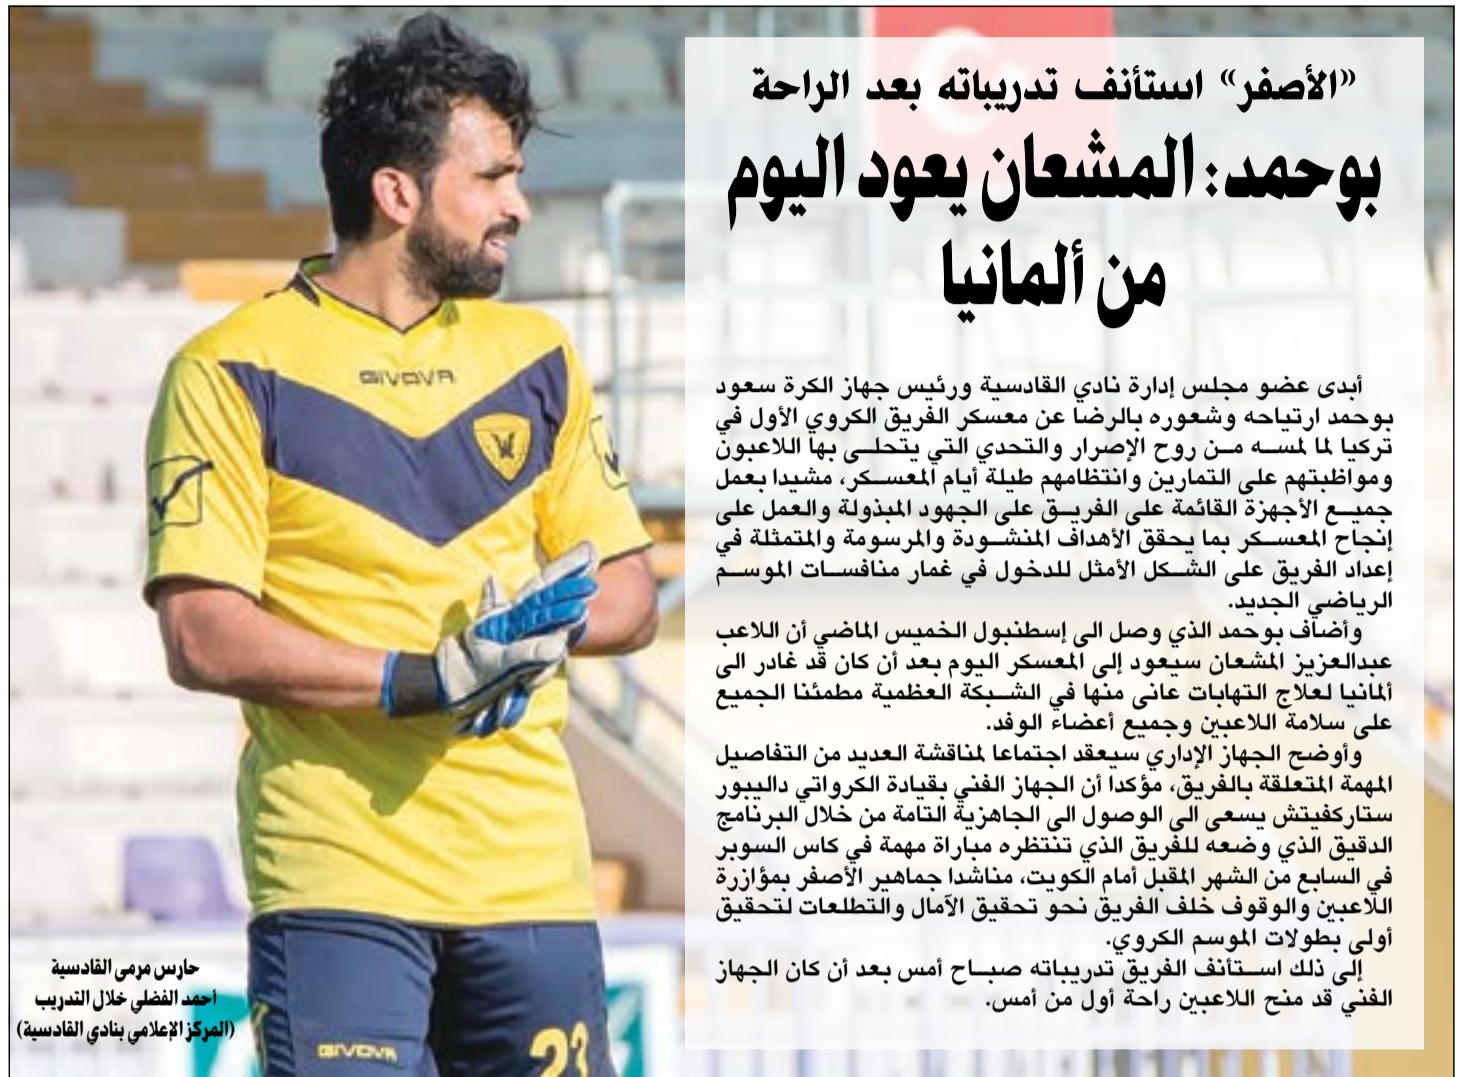 «الأصفر» استأنف تدريباته بعد الراحة
بوحمد: المشعان يعود اليوم
من ألمانيا
أبدى عضو مجلس إدارة نادي القادسية ورئيس جهاز الكرة سعود
بوحمد ارتياحه وشعوره بالرضا عن معسكر الفريق الكروي الأول في
تركيا لما لمسه من روح الإصرار والتحدي التي يتحلى بها اللاعبون
ومواظبتهم على التمارين وانتظامهم طيلة أيام المعسكر، مشيدا بعمل
جميع الأجهزة القائمة على الفريق على الجهود المبذولة والعمل على
إنجاح المعسكر بما يحقق الأهداف المنشودة والمرسومة والمتمثلة في
إعداد الفريق على الشكل الأمثل للدخول في غمار منافسات الموسم
الرياضي الجديد.
وأضاف بوحمد الذي وصل الى إسطنبول الخميس الماضي أن اللاعب
عبدالعزيز المشعان سيعود إلى المعسكر اليوم بعد أن كان قد غادر الى
ألمانيا لعلاج التهابات عانى منها في الشبكة العظمية مطمئنا الجميع
على سلامة اللاعبين وجميع أعضاء الوفد.
وأوضح الجهاز الإداري سيعقد اجتماعا لمناقشة العديد من التفاصيل
المهمة المتعلقة بالفريق، مؤكدا أن الجهاز الفني بقيادة الكرواتي داليبور
ستاركفيتش يسعى الى الوصول الى الجاهزية التامة من خلال البرنامج
الدقيق الذي وضعه للفريق الذي تنتظره مباراة مهمة في كاس السوبر
في السابع من الشهر المقبل أمام الكويت، مناشدا جماهير الأصفر بمؤازرة
اللاعبين والوقوف خلف الفريق نحو تحقيق الآمال والتطلعات لتحقيق
أولى بطولات الموسم الكروي.
إلى ذلك استأنف الفريق تدريباته صباح أمس بعد أن كان الجهاز
الفني قد منح اللاعبين راحة أول من أمس.
حارس مرمى القادسية
أحمد الفضلي خلال التدريب
(المركز الإعلامي بنادي القادسية)
GIVOVA
GIVOVA
23